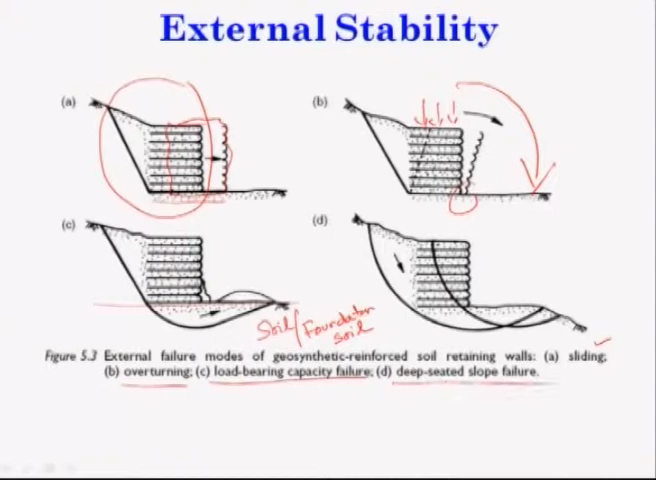 External Stability
(a)
(b)
(c)
(d)
Soil/Foundation
soil
Figure 5.3 External failure modes of geosynthetic-reinforced soil retaining walls: (a) sliding;
(b) overturning; (c) load-bearing capacity failure; (d) deep-seated slope failure.